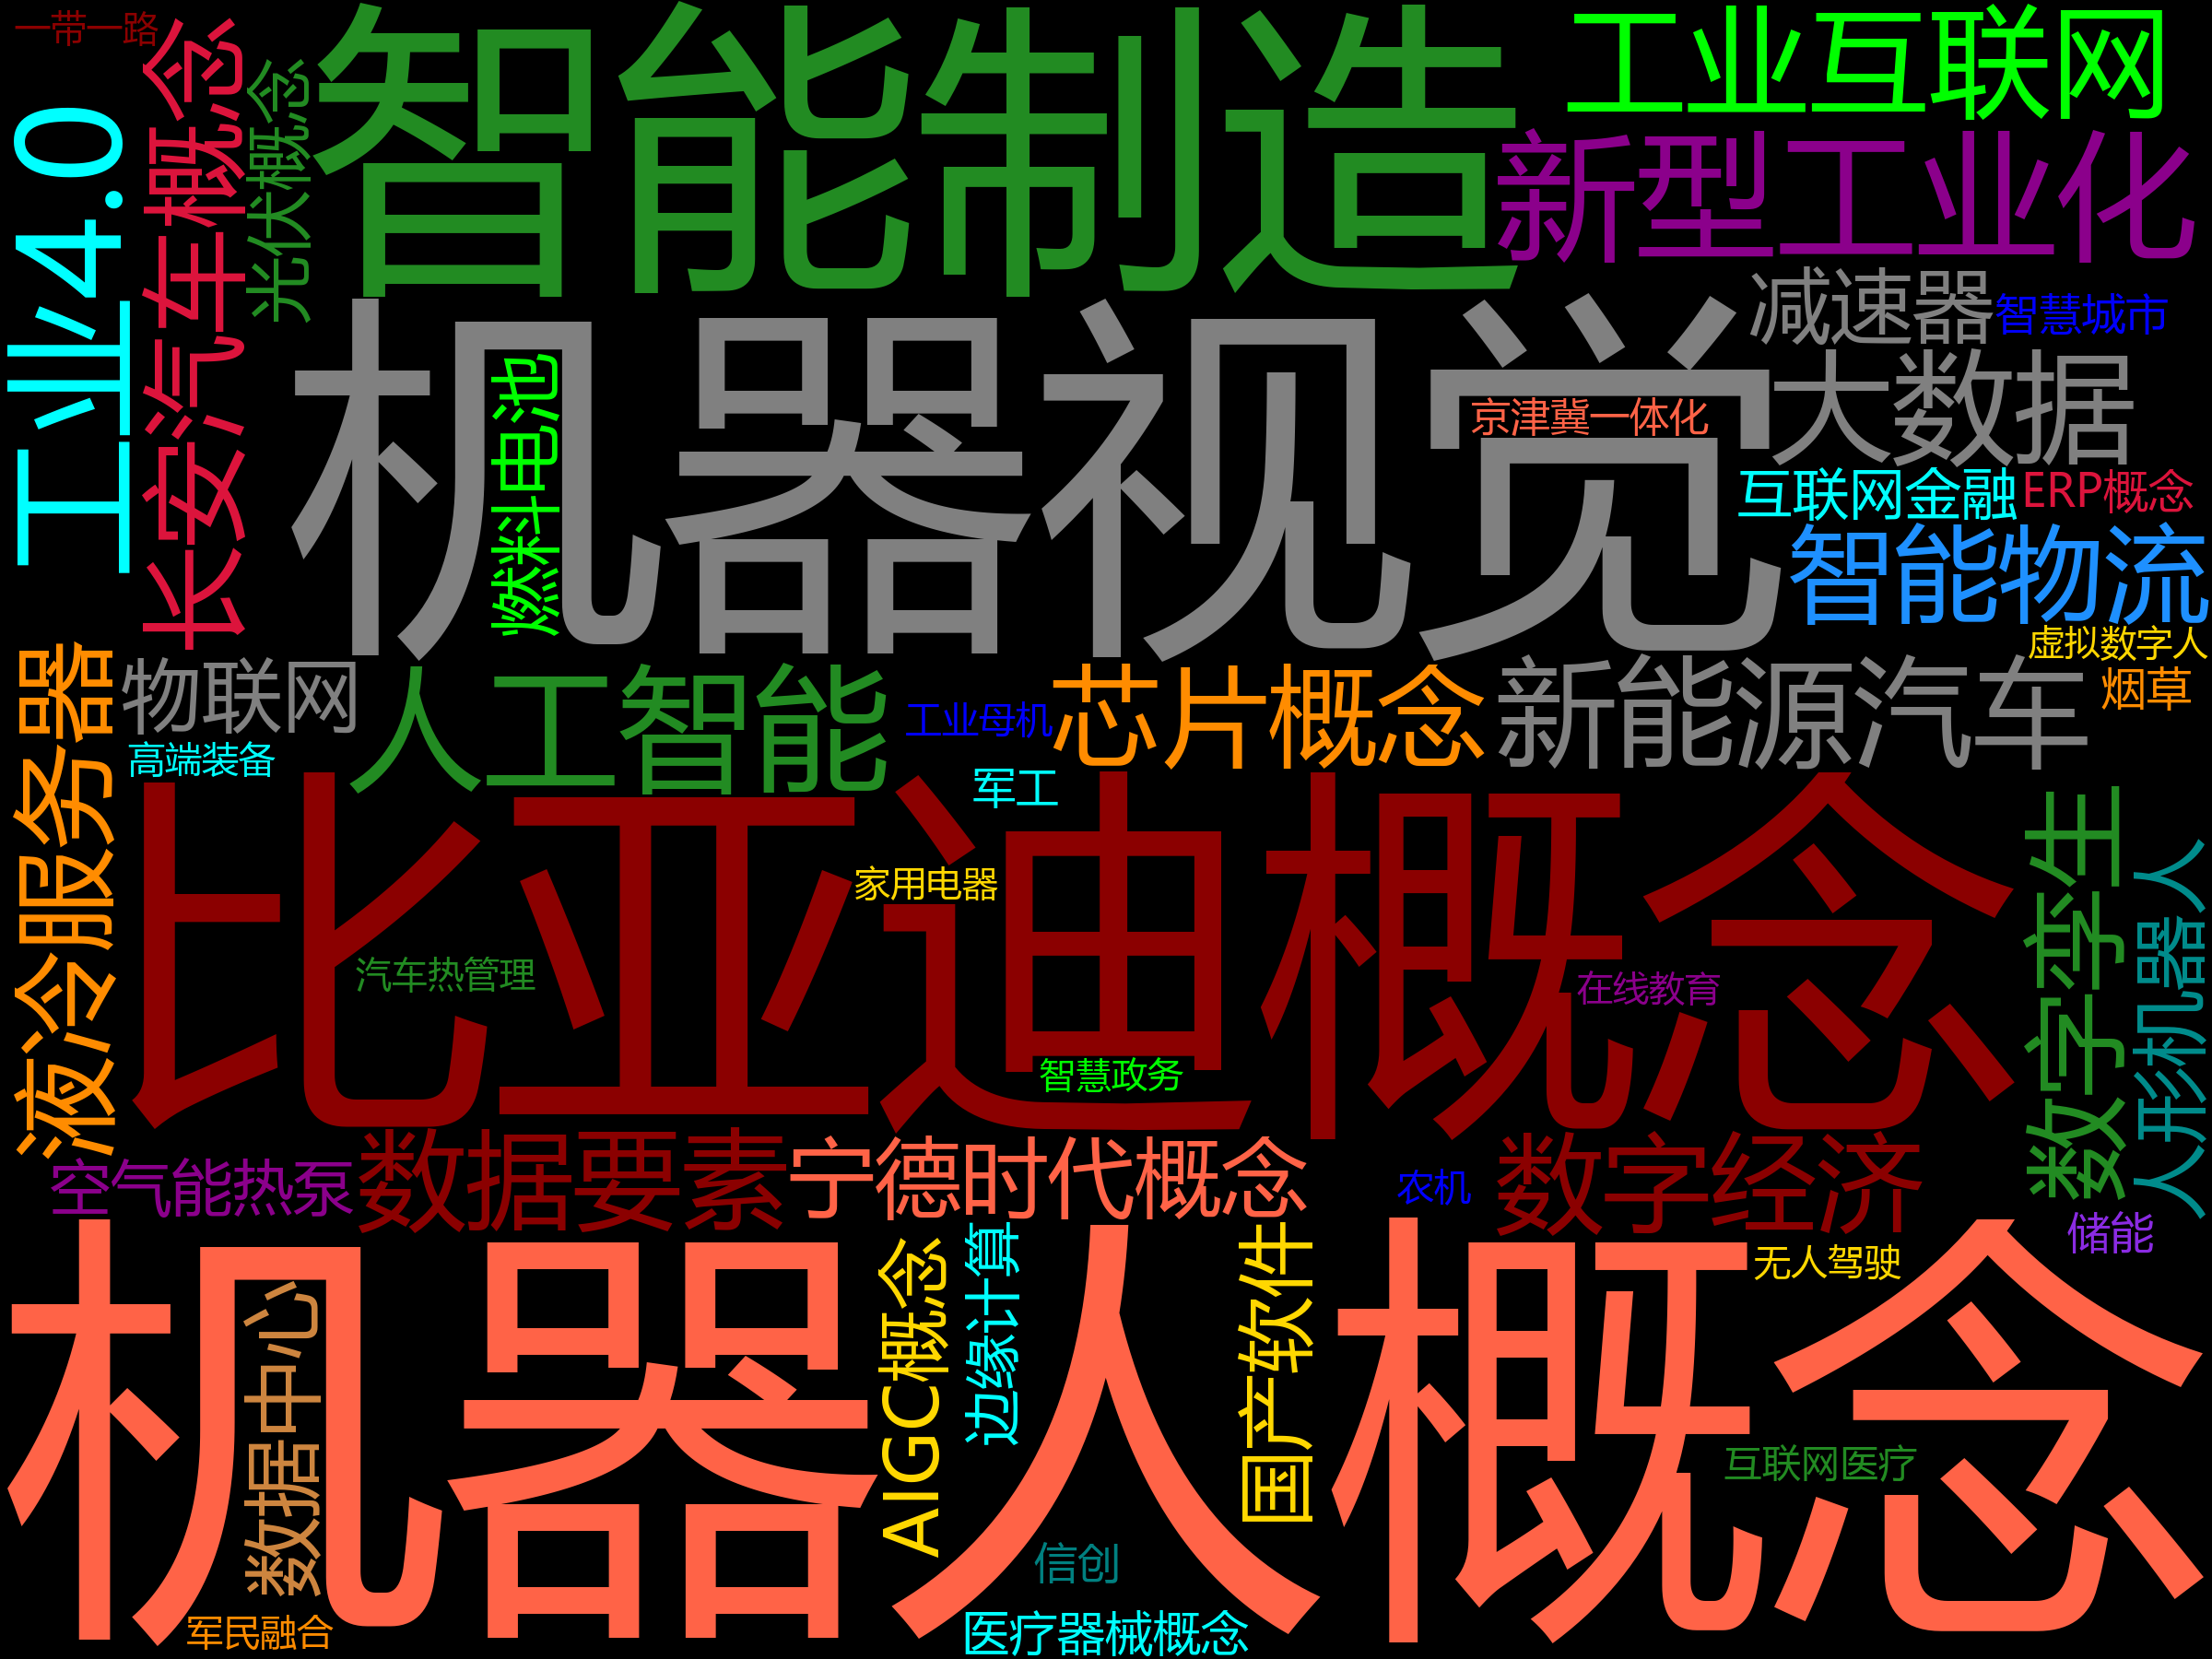 一带一路
工业4.0
长安汽车概念
光伏概念
智能制造
工业互联网
新型工业化
减速器
智慧城市
机器视觉
燃料电池
京津冀一体化
大数据
互联网金融
ERP概念
智能物流
虚拟数字人
烟草
液冷服务器
物联网
高端装备
人工智能
工业母机
芯片概念
新能源汽车
军工
比亚迪概念
家用电器
汽车热管理
在线教育
智慧政务
数字孪生
人形机器人
空气能热泵
数据要素
宁德时代概念
农机
数字经济
储能
无人驾驶
机器人概念
数据中心
AIGC概念
边缘计算
国产软件
互联网医疗
信创
军民融合
医疗器械概念